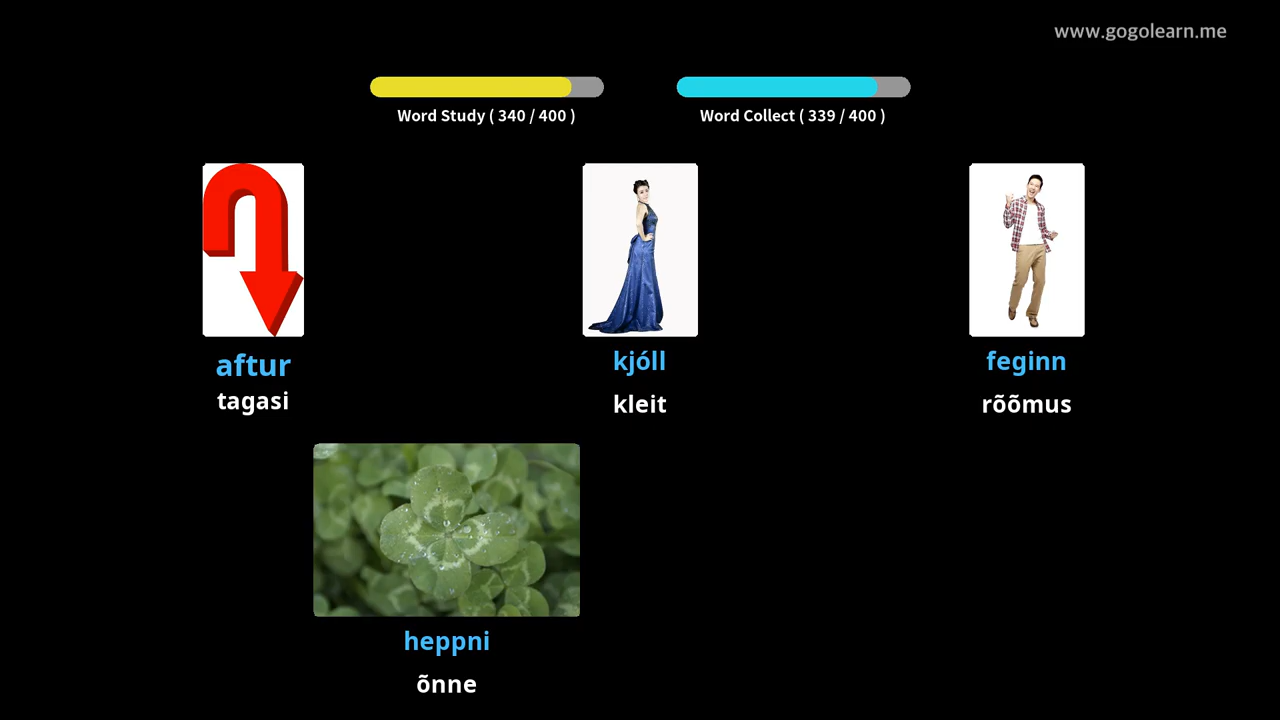 www.gogolearn.me
Word Study ( 340 / 400 )
Word Collect ( 339 / 400 )
aftur
tagasi
kjóll
kleit
feginn
rõõmus
heppni
õnne